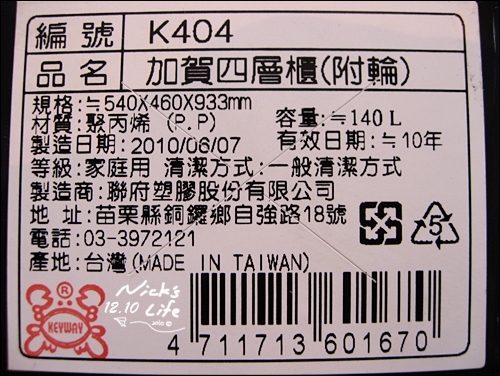 編號 K404
品名 加賀四層櫃(附輪)
規格:≒540X460X933mm
材質:聚丙烯 (P.P) 容量:≒140 L
製造日期:2010/06/07 有效日期:≒10年
等級:家庭用 清潔方式:一般清潔方式
製造商:聯府塑膠股份有限公司
地 址:苗栗縣銅鑼鄉自強路18號
電話:03-3972121
產地:台灣(MADE IN TAIWAN)
5
®
KEYWAY
Nick's
12.10 Life
4 711713 601670